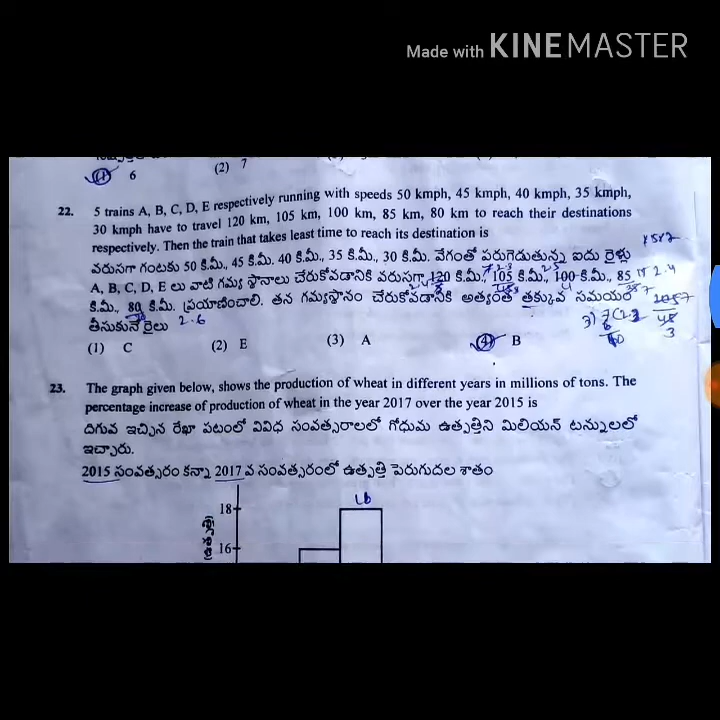 Made with KINEMASTER
(1) 6 (2) 7
22. 5 trains A, B, C, D, E respectively running with speeds 50 kmph, 45 kmph, 40 kmph, 35 kmph,
30 kmph have to travel 120 km, 105 km, 100 km, 85 km, 80 km to reach their destinations
respectively. Then the train that takes least time to reach its destination is
వరుసగా గంటకు 50 కి.మీ., 45 కి.మీ. 40 కి.మీ., 35 కి.మీ., 30 కి.మీ. వేగంతో పరుగెడుతున్న ఐదు రైళ్లు
A, B, C, D, E లు వాటి గమ్య స్థానాలు చేరుకోవడానికి వరుసగా 120 కి.మీ., 105 కి.మీ., 100 కి.మీ., 85
కి.మీ., 80 కి.మీ. ప్రయాణించాలి. తన గమ్యస్థానం చేరుకోవడానికి అత్యంత తక్కువ సమయం
తీసుకునే రైలు 2.6
(1) C (2) E (3) A (4) B
23. The graph given below, shows the production of wheat in different years in millions of tons. The
percentage increase of production of wheat in the year 2017 over the year 2015 is
దిగువ ఇచ్చిన రేఖా పటంలో వివిధ సంవత్సరాలలో గోధుమ ఉత్పత్తిని మిలియన్ టన్నులలో
ఇచ్చారు.
2015 సంవత్సరం కన్నా 2017 వ సంవత్సరంలో ఉత్పత్తి పెరుగుదల శాతం
18
16